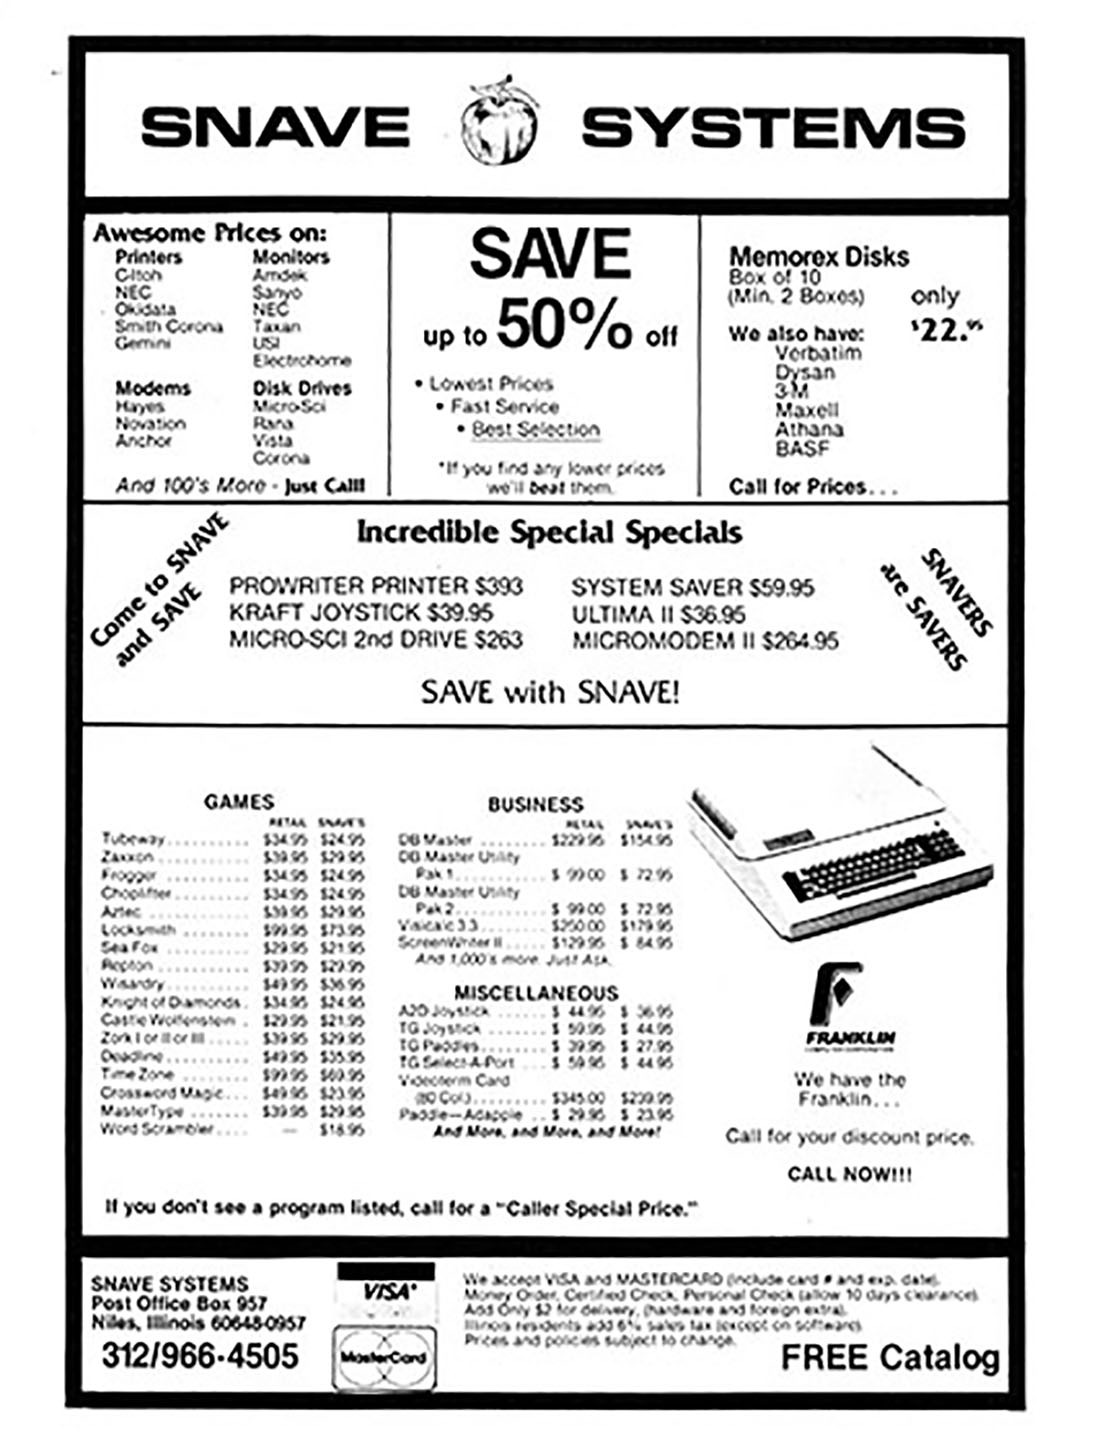 SNAVE SYSTEMS
Awesome Prices on:
Printers
C-Itoh
NEC
Okidata
Smith Corona
Gemini
Monitors
Amdek
Sanyo
NEC
Taxan
USI
Electrohome
Modems
Hayes
Novation
Anchor
Disk Drives
Micro-Sci
Rana
Vista
Corona
And 100's More - Just Call!
SAVE
up to 50% off
• Lowest Prices
• Fast Service
• Best Selection
*If you find any lower prices
we'll beat them.
Memorex Disks
Box of 10
(Min. 2 Boxes) only
$22.95
We also have:
Verbatim
Dysan
3-M
Maxell
Athana
BASF
Call for Prices...
Come to SNAVE
and SAVE
Incredible Special Specials
PROWRITER PRINTER $393
KRAFT JOYSTICK $39.95
MICRO-SCI 2nd DRIVE $263
SYSTEM SAVER $59.95
ULTIMA II $36.95
MICROMODEM II $264.95
SNAVERS
are SAVERS
SAVE with SNAVE!
GAMES
RETAIL SNAVE'S
Tubeway .......... $34.95 $24.95
Zaxxon .......... $39.95 $29.95
Frogger .......... $34.95 $24.95
Choplifter .......... $34.95 $24.95
Aztec .......... $39.95 $29.95
Locksmith .......... $99.95 $73.95
Sea Fox .......... $29.95 $21.95
Repton .......... $39.95 $29.95
Wisardry .......... $49.95 $36.95
Knight of Diamonds . $34.95 $24.95
Castle Wolfenstein . $29.95 $21.95
Zork I or II or III ..... $39.95 $29.95
Deadline .......... $49.95 $35.95
Time Zone ........ $99.95 $69.95
Crossword Magic... $49.95 $23.95
MasterType ....... $39.95 $29.95
Word Scrambler .... — $18.95
BUSINESS
RETAIL SNAVE'S
DB Master ........ $229.95 $154.95
DB Master Utility
Pak 1 .......... $ 99.00 $ 72.95
DB Master Utility
Pak 2 .......... $ 99.00 $ 72.95
Visicalc 3.3 ....... $250.00 $179.95
ScreenWriter II ..... $129.95 $ 84.95
And 1,000's more. Just Ask.
MISCELLANEOUS
A2D Joystick ...... $ 44.95 $ 36.95
TG Joystick ....... $ 59.95 $ 44.95
TG Paddles ....... $ 39.95 $ 27.95
TG Select-A-Port ... $ 59.95 $ 44.95
Videoterm Card
(80 Col.) ......... $345.00 $239.95
Paddle—Adapple .. $ 29.95 $ 23.95
And More, and More, and More!
FRANKLIN
COMPUTER CORPORATION
We have the
Franklin...
Call for your discount price.
CALL NOW!!!
If you don't see a program listed, call for a "Caller Special Price."
SNAVE SYSTEMS
Post Office Box 957
Niles, Illinois 60648-0957
312/966-4505
VISA*
MasterCard
We accept VISA and MASTERCARD (include card # and exp. date).
Money Order, Certified Check, Personal Check (allow 10 days clearance).
Add Only $2 for delivery, (hardware and foreign extra).
Illinois residents add 6% sales tax (except on software).
Prices and policies subject to change.
FREE Catalog